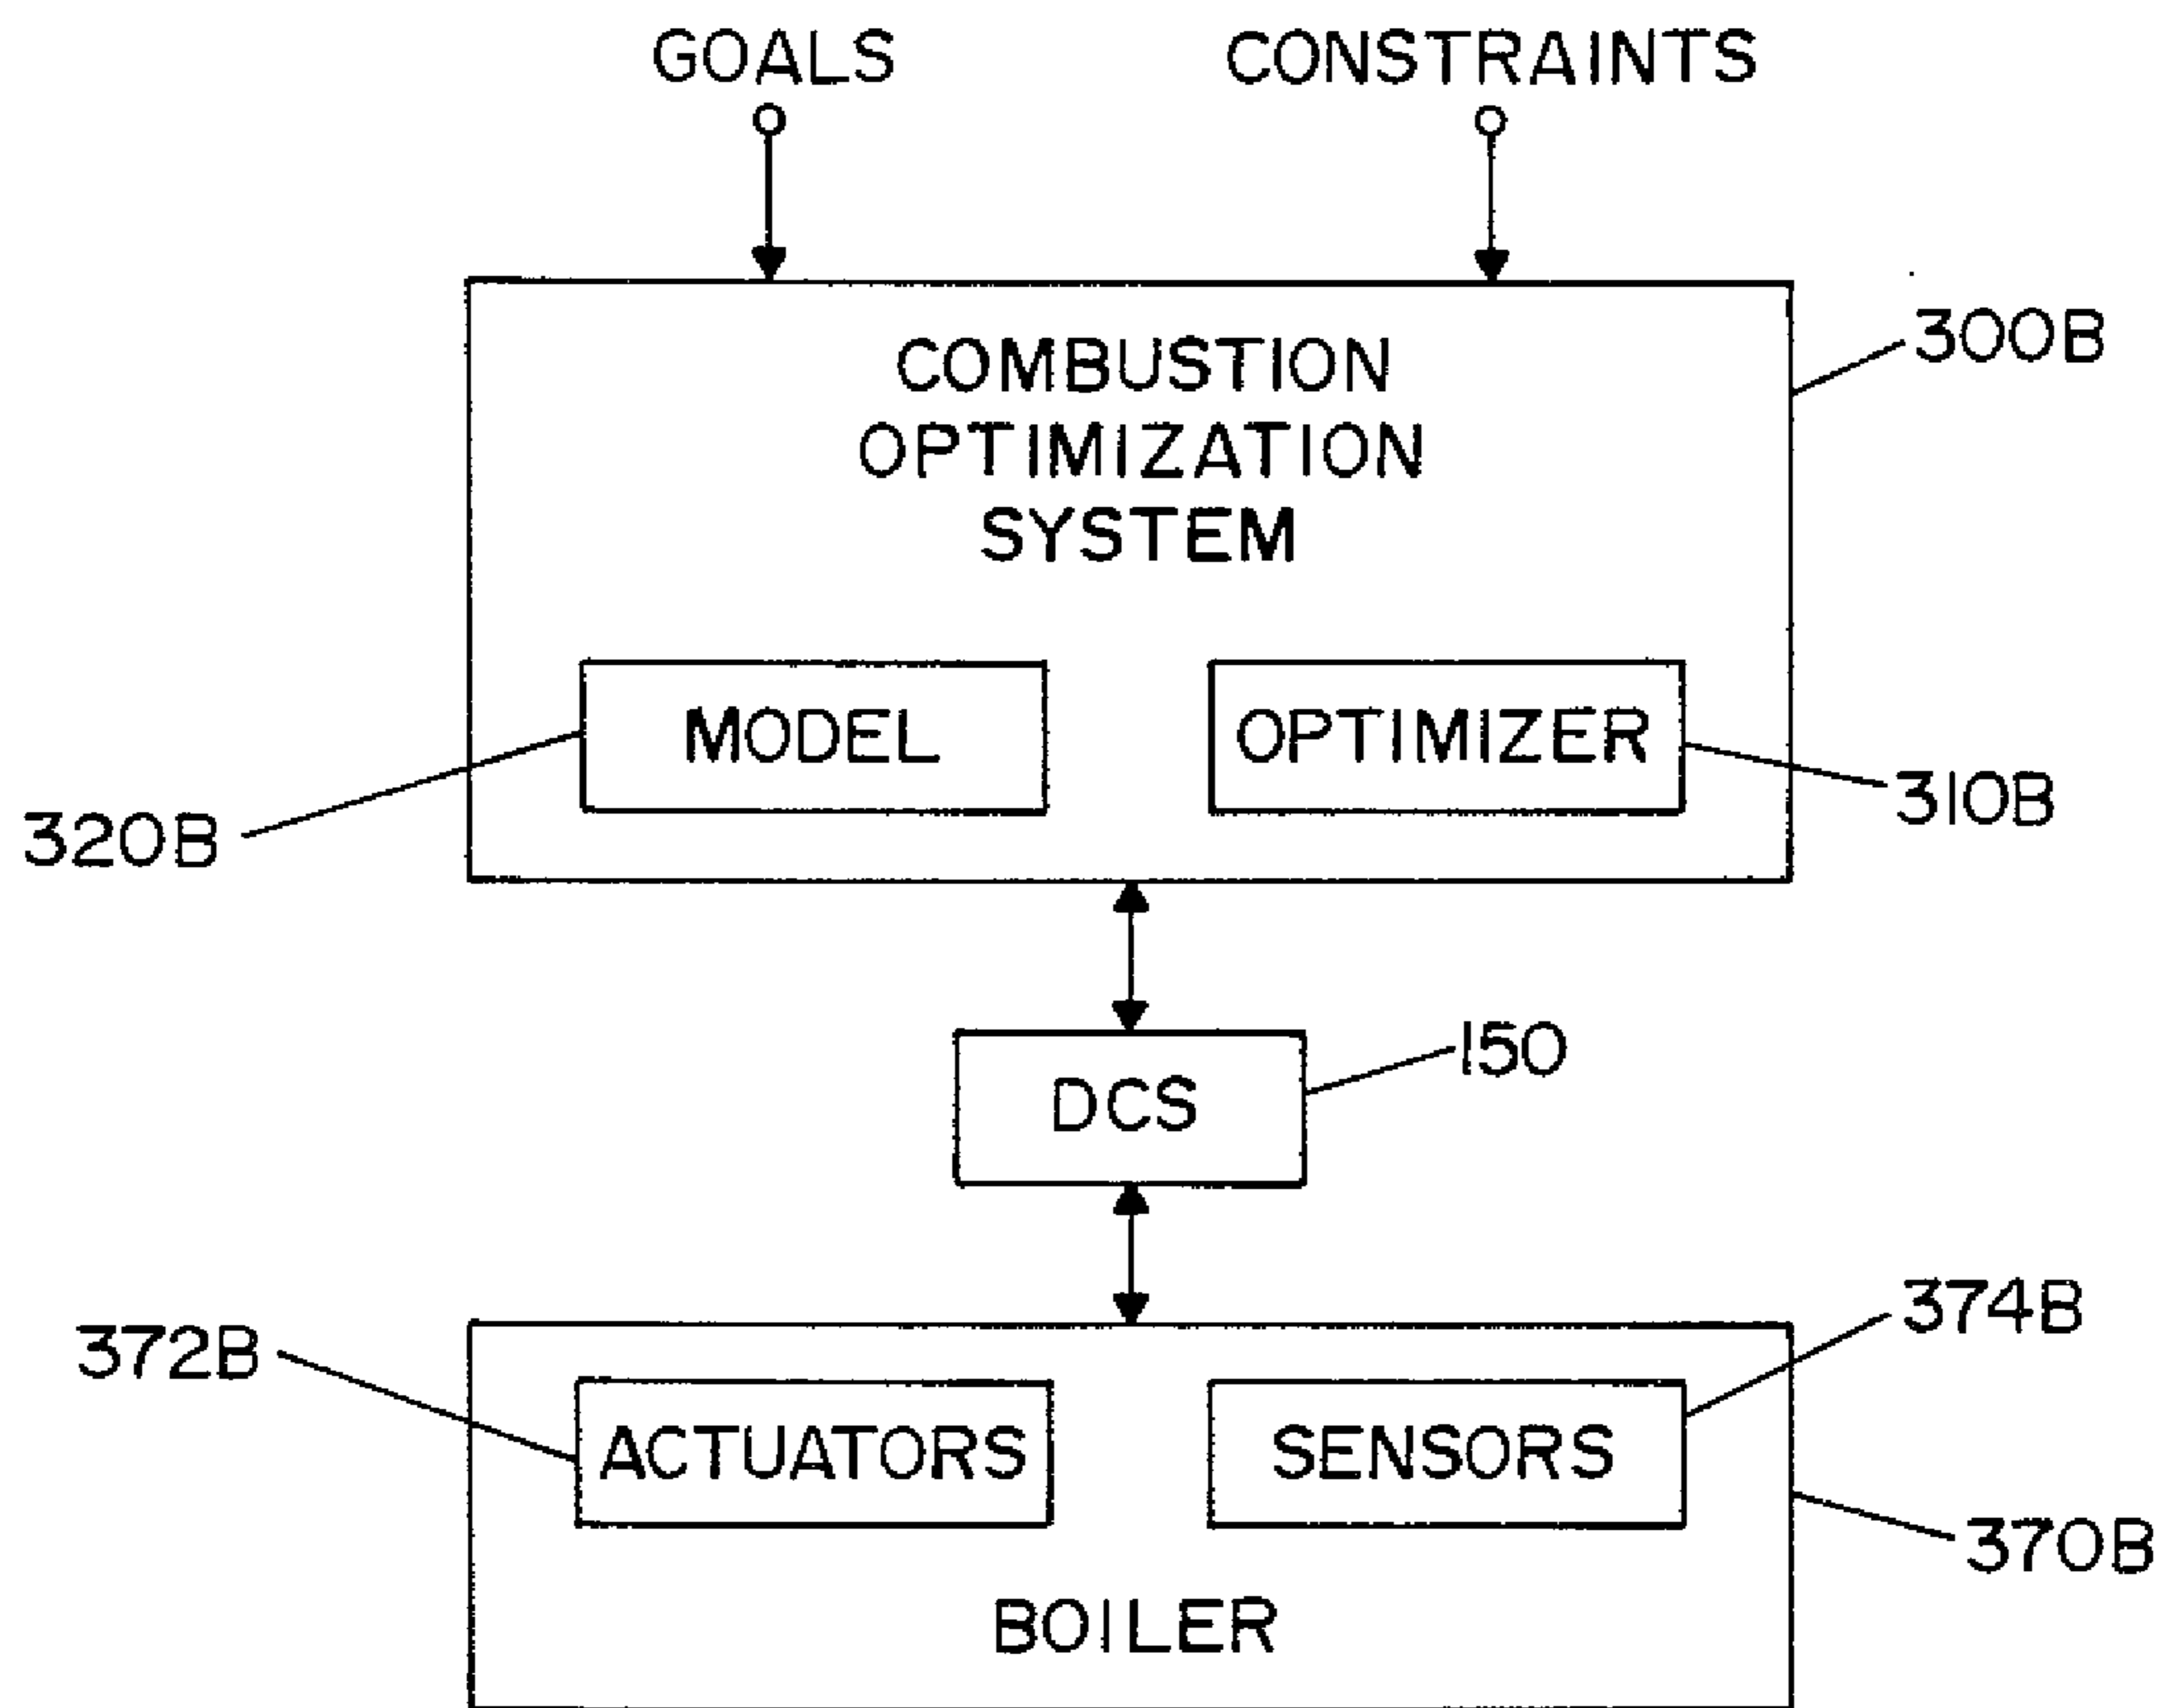 GOALS
CONSTRAINTS
300B
COMBUSTION
OPTIMIZATION
SYSTEM
MODEL
OPTIMIZER
320B
310B
150
DCS
374B
372B
ACTUATORS
SENSORS
370B
BOILER